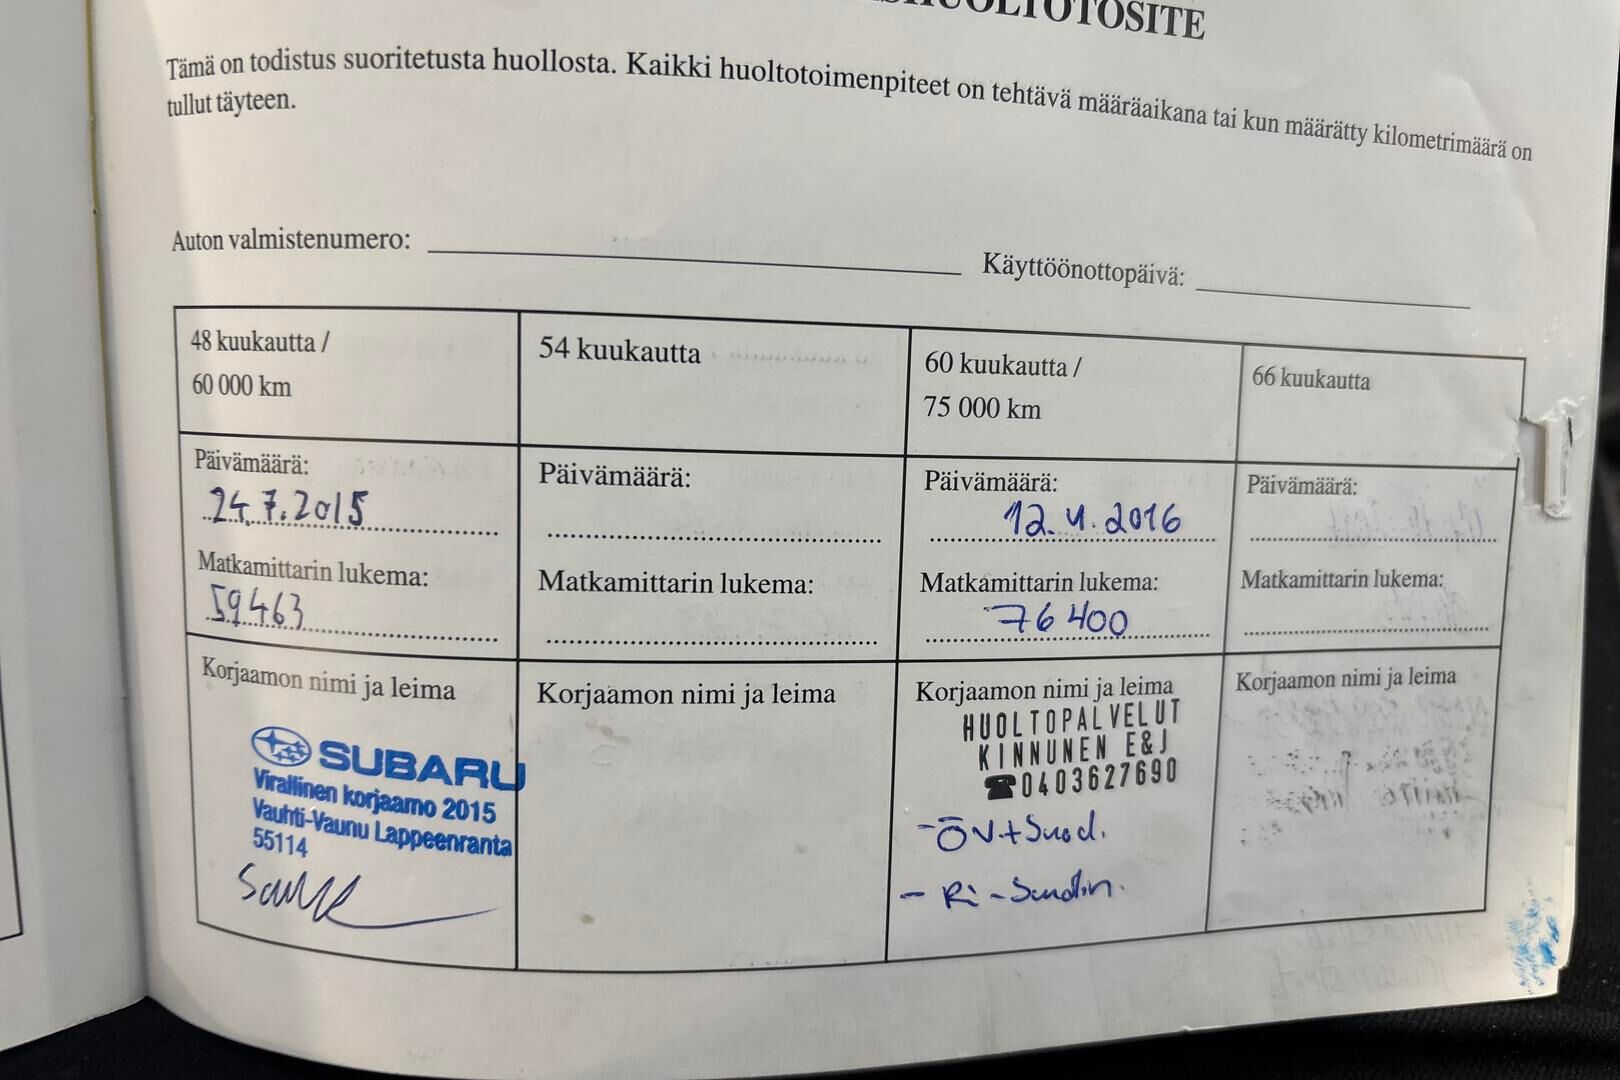 HUOLTOTOSITE
Tämä on todistus suoritetusta huollosta. Kaikki huoltotoimenpiteet on tehtävä määräaikana tai kun määrätty kilometrimäärä on
tullut täyteen.
Auton valmistenumero:
Käyttöönottopäivä:
48 kuukautta /
60 000 km
54 kuukautta
60 kuukautta /
75 000 km
66 kuukautta
Päivämäärä:
24.7.2015
Matkamittarin lukema:
59463
Päivämäärä:
Matkamittarin lukema:
Päivämäärä:
12.4.2016
Matkamittarin lukema:
76 400
Päivämäärä:
Matkamittarin lukema:
Korjaamon nimi ja leima
SUBARU
Virallinen korjaamo 2015
Vauhti-Vaunu Lappeenranta
55114
Korjaamon nimi ja leima
Korjaamon nimi ja leima
HUOLTOPALVELUT
KINNUNEN E&J
☎0403627690
-ÖV+Suod.
- Ri-Suodin.
Korjaamon nimi ja leima